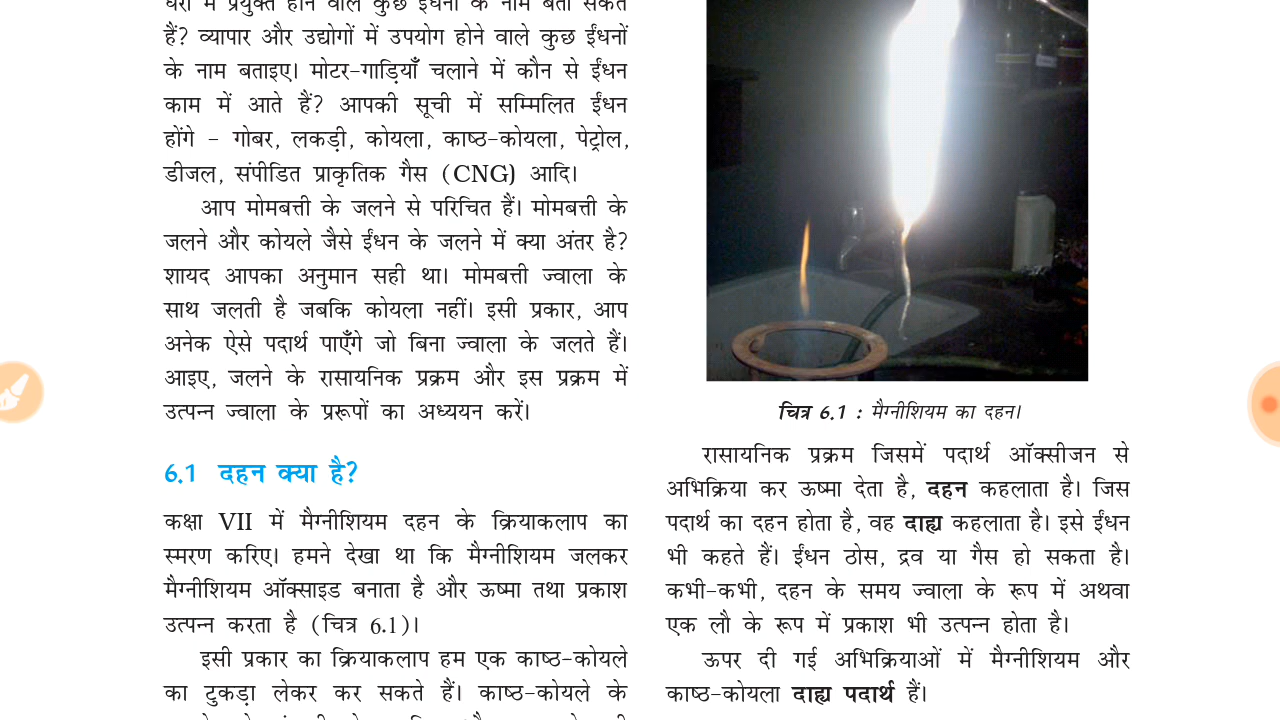 घरों में प्रयुक्त होने वाले कुछ ईंधनों के नाम बता सकते
हैं? व्यापार और उद्योगों में उपयोग होने वाले कुछ ईंधनों
के नाम बताइए। मोटर-गाड़ियाँ चलाने में कौन से ईंधन
काम में आते हैं? आपकी सूची में सम्मिलित ईंधन
होंगे - गोबर, लकड़ी, कोयला, काष्ठ-कोयला, पेट्रोल,
डीजल, संपीडित प्राकृतिक गैस (CNG) आदि।
आप मोमबत्ती के जलने से परिचित हैं। मोमबत्ती के
जलने और कोयले जैसे ईंधन के जलने में क्या अंतर है?
शायद आपका अनुमान सही था। मोमबत्ती ज्वाला के
साथ जलती है जबकि कोयला नहीं। इसी प्रकार, आप
अनेक ऐसे पदार्थ पाएँगे जो बिना ज्वाला के जलते हैं।
आइए, जलने के रासायनिक प्रक्रम और इस प्रक्रम में
उत्पन्न ज्वाला के प्ररूपों का अध्ययन करें।
6.1 दहन क्या है?
कक्षा VII में मैग्नीशियम दहन के क्रियाकलाप का
स्मरण करिए। हमने देखा था कि मैग्नीशियम जलकर
मैग्नीशियम ऑक्साइड बनाता है और ऊष्मा तथा प्रकाश
उत्पन्न करता है (चित्र 6.1)।
इसी प्रकार का क्रियाकलाप हम एक काष्ठ-कोयले
का टुकड़ा लेकर कर सकते हैं। काष्ठ-कोयले के
चित्र 6.1 : मैग्नीशियम का दहन।
रासायनिक प्रक्रम जिसमें पदार्थ ऑक्सीजन से
अभिक्रिया कर ऊष्मा देता है, दहन कहलाता है। जिस
पदार्थ का दहन होता है, वह दाह्य कहलाता है। इसे ईंधन
भी कहते हैं। ईंधन ठोस, द्रव या गैस हो सकता है।
कभी-कभी, दहन के समय ज्वाला के रूप में अथवा
एक लौ के रूप में प्रकाश भी उत्पन्न होता है।
ऊपर दी गई अभिक्रियाओं में मैग्नीशियम और
काष्ठ-कोयला दाह्य पदार्थ हैं।